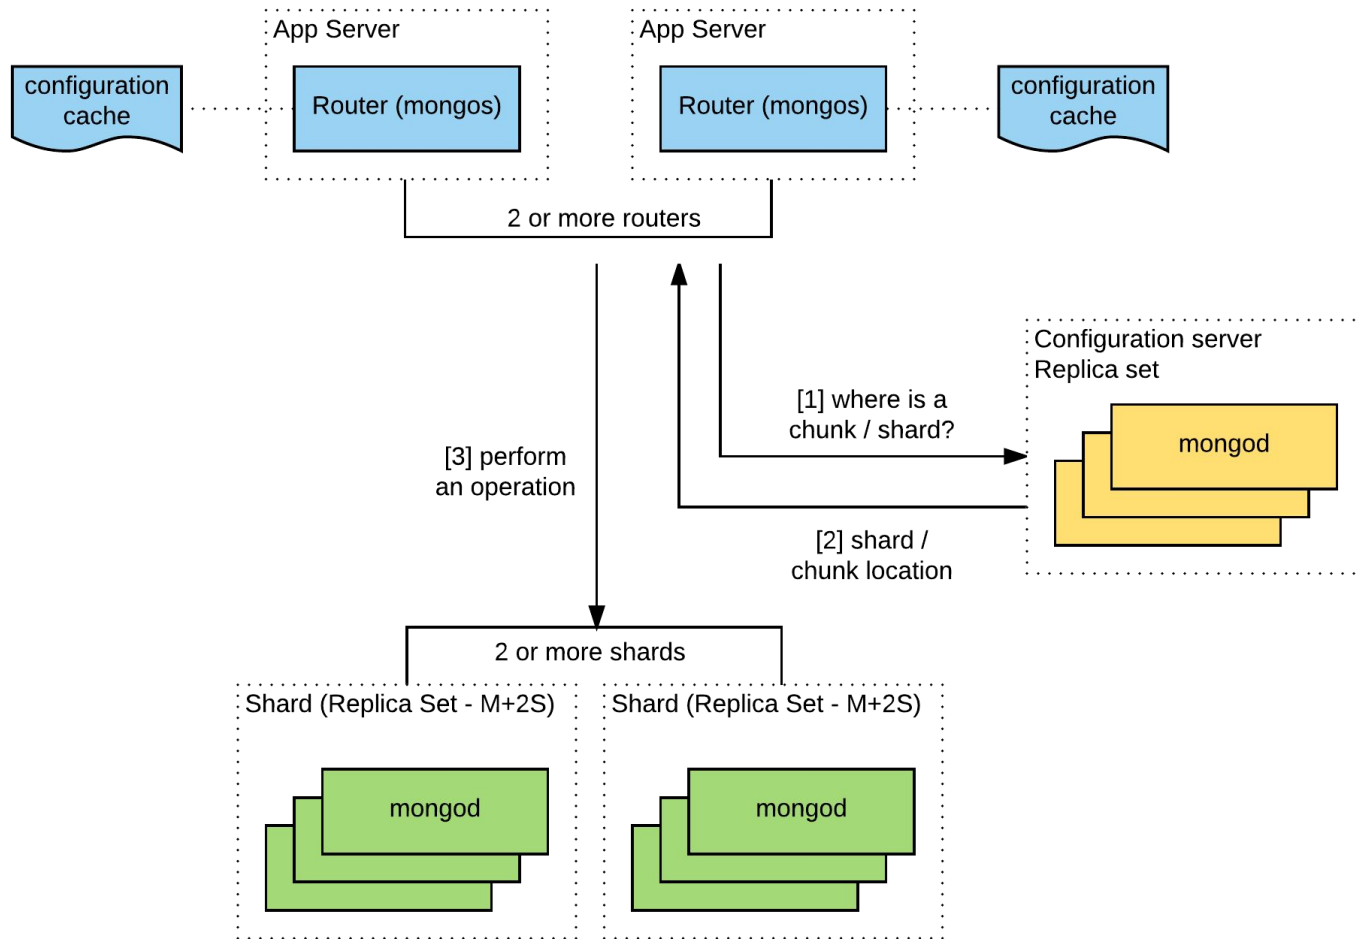 App Server
App Server
configuration
cache
Router (mongos)
Router (mongos)
configuration
cache
2 or more routers
Configuration server
Replica set
[1] where is a
chunk / shard?
mongod
[3] perform
an operation
[2] shard /
chunk location
2 or more shards
Shard (Replica Set - M+2S)
Shard (Replica Set - M+2S)
mongod
mongod